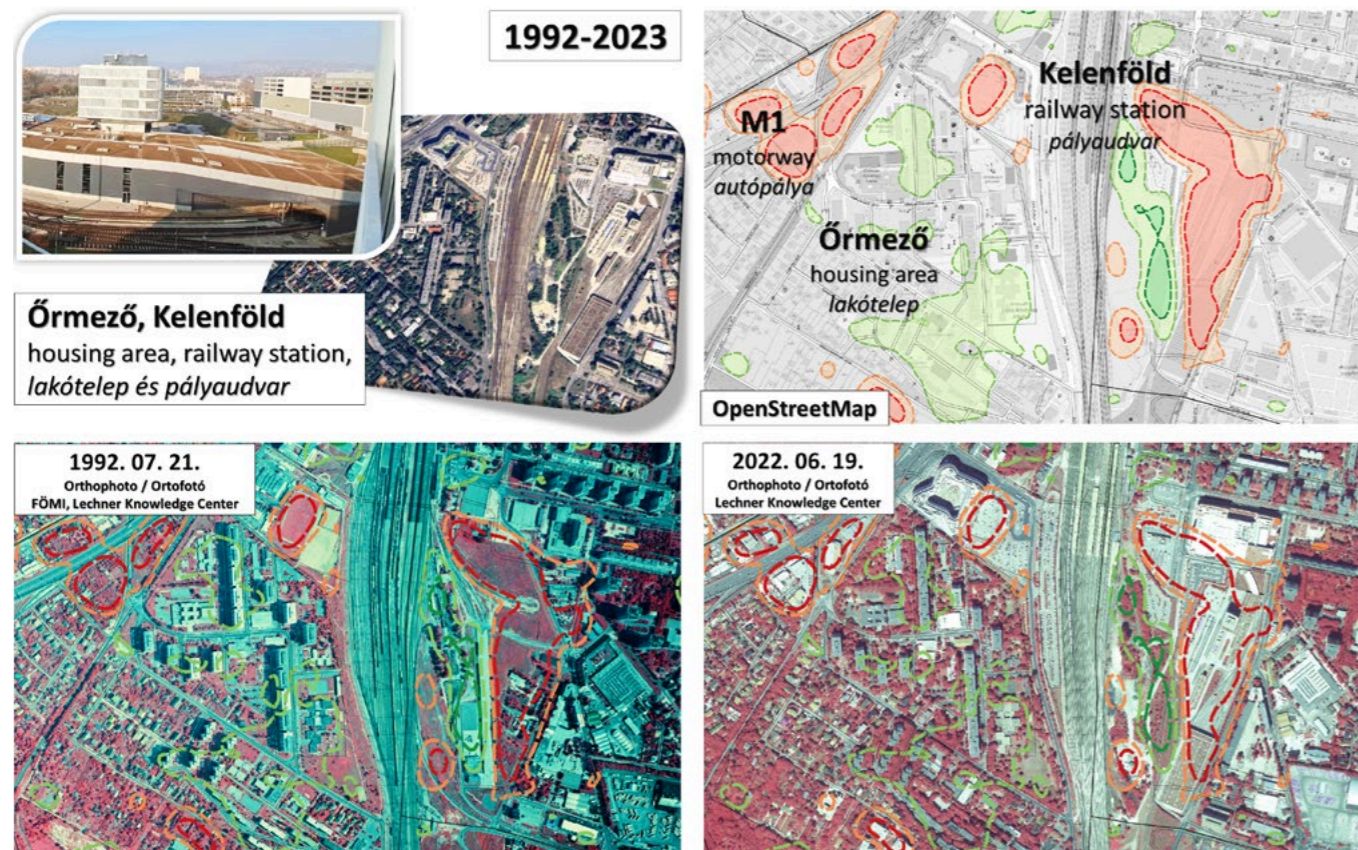 1992-2023
Őrmező, Kelenföld
housing area, railway station,
lakótelep és pályaudvar
Kelenföld
railway station
pályaudvar
M1
motorway
autópálya
Őrmező
housing area
lakótelep
OpenStreetMap
1992. 07. 21.
Orthophoto / Ortofotó
FÖMI, Lechner Knowledge Center
2022. 06. 19.
Orthophoto / Ortofotó
Lechner Knowledge Center